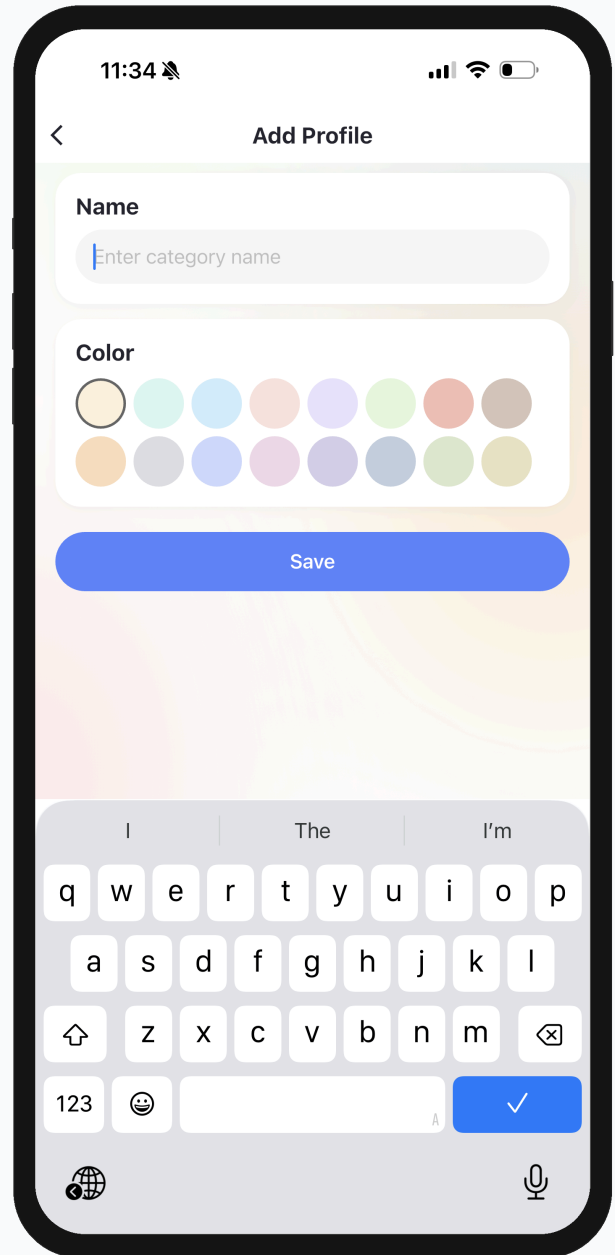 11:34
Add Profile
Name
Enter category name
Color
Save
I The I’m
q w e r t y u i o p
a s d f g h j k l
z x c v b n m
123
A